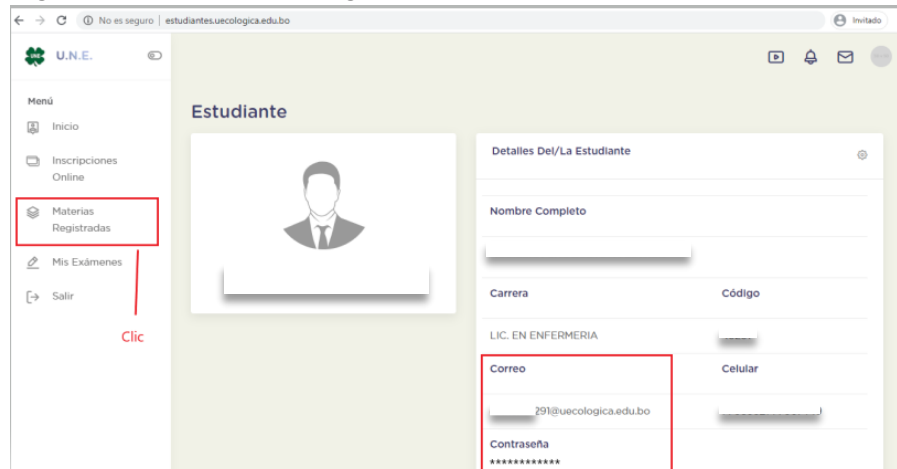 No es seguro | estudiantes.uecologica.edu.bo
Invitado
U.N.E.
Menú
Inicio
Inscripciones
Online
Materias
Registradas
Mis Exámenes
Salir
Clic
Estudiante
Detalles Del/La Estudiante
Nombre Completo
Carrera
Código
LIC. EN ENFERMERIA
Correo
Celular
291@uecologica.edu.bo
Contraseña
************